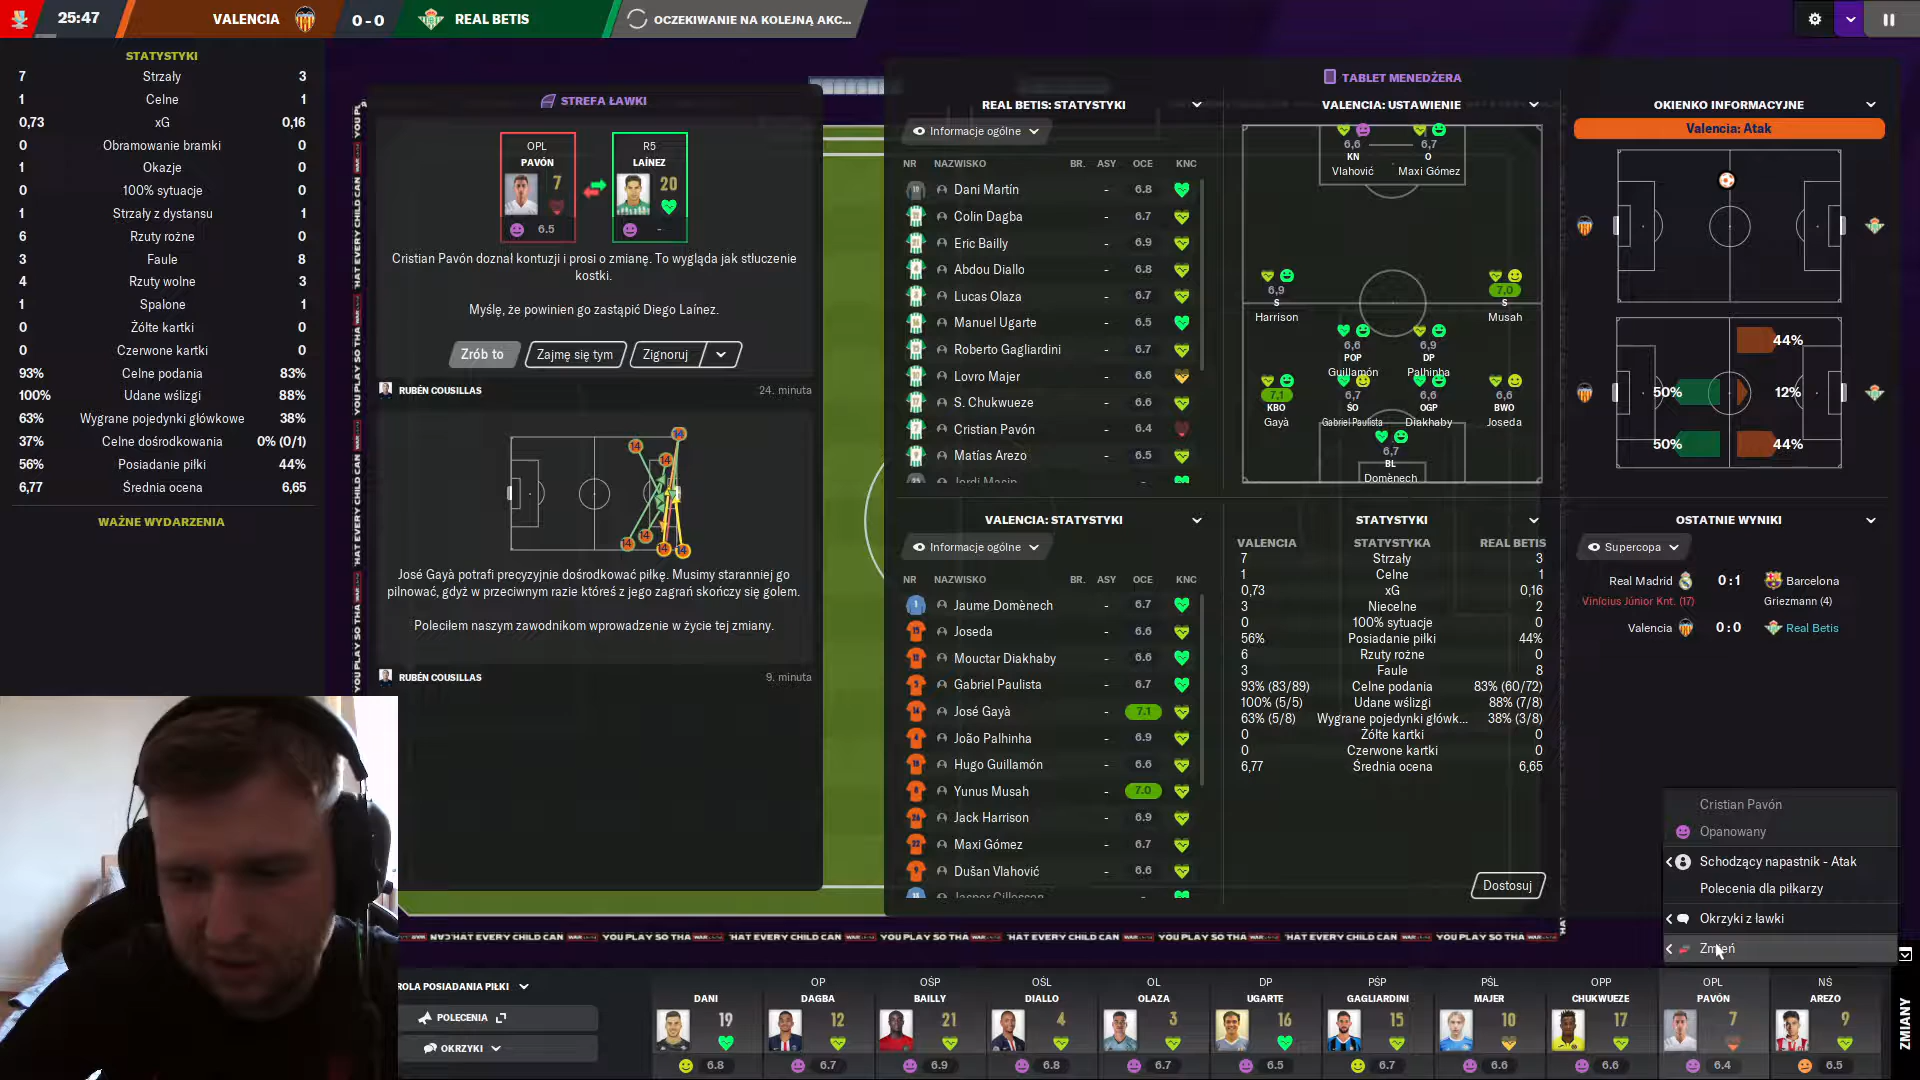 25:47
VALENCIA
0 - 0
REAL BETIS
OCZEKIWANIE NA KOLEJNĄ AKC...
STATYSTYKI
7 Strzały 3
1 Celne 1
0,73 xG 0,16
0 Obramowanie bramki 0
1 Okazje 0
0 100% sytuacje 0
1 Strzały z dystansu 1
6 Rzuty rożne 0
3 Faule 8
4 Rzuty wolne 3
1 Spalone 1
0 Żółte kartki 0
0 Czerwone kartki 0
93% Celne podania 83%
100% Udane wślizgi 88%
63% Wygrane pojedynki główkowe 38%
37% Celne dośrodkowania 0% (0/1)
56% Posiadanie piłki 44%
6,77 Średnia ocena 6,65
WAŻNE WYDARZENIA
STREFA ŁAWKI
OPL
PAVÓN
7
6.5
R5
LAÍNEZ
20
-
Cristian Pavón doznał kontuzji i prosi o zmianę. To wygląda jak stłuczenie
kostki.
Myślę, że powinien go zastąpić Diego Laínez.
Zrób to
Zajmę się tym
Zignoruj
RUBÉN COUSILLAS
24. minuta
14 14 14 14 14 14 14
José Gayà potrafi precyzyjnie dośrodkować piłkę. Musimy staranniej go
pilnować, gdyż w przeciwnym razie któreś z jego zagrań skończy się golem.
Poleciłem naszym zawodnikom wprowadzenie w życie tej zmiany.
RUBÉN COUSILLAS
9. minuta
TABLET MENEDŻERA
REAL BETIS: STATYSTYKI
Informacje ogólne
NR NAZWISKO BR. ASY OCE KNC
Dani Martín - 6.8
Colin Dagba - 6.7
Eric Bailly - 6.9
Abdou Diallo - 6.8
Lucas Olaza - 6.7
Manuel Ugarte - 6.5
Roberto Gagliardini - 6.7
Lovro Majer - 6.6
S. Chukwueze - 6.6
Cristian Pavón - 6.4
Matías Arezo - 6.5
VALENCIA: USTAWIENIE
6,6 6,7
KN O
Vlahović Maxi Gómez
6,9 7,0
S S
Harrison Musah
6,6 6,9
POP DP
Guillamón Palhinha
7,1 6,7 6,6 6,6
KBO ŚO OGP BWO
Gayà Gabriel Paulista Diakhaby Joseda
6,7
BL
Domènech
OKIENKO INFORMACYJNE
Valencia: Atak
44%
50% 12%
50% 44%
VALENCIA: STATYSTYKI
Informacje ogólne
NR NAZWISKO BR. ASY OCE KNC
Jaume Domènech - 6.7
Joseda - 6.6
Mouctar Diakhaby - 6.6
Gabriel Paulista - 6.7
José Gayà - 7.1
João Palhinha - 6.9
Hugo Guillamón - 6.6
Yunus Musah - 7.0
Jack Harrison - 6.9
Maxi Gómez - 6.7
Dušan Vlahović - 6.6
STATYSTYKI
VALENCIA STATYSTYKA REAL BETIS
7 Strzały 3
1 Celne 1
0,73 xG 0,16
3 Niecelne 2
0 100% sytuacje 0
56% Posiadanie piłki 44%
6 Rzuty rożne 0
3 Faule 8
93% (83/89) Celne podania 83% (60/72)
100% (5/5) Udane wślizgi 88% (7/8)
63% (5/8) Wygrane pojedynki główk... 38% (3/8)
0 Żółte kartki 0
0 Czerwone kartki 0
6,77 Średnia ocena 6,65
Dostosuj
OSTATNIE WYNIKI
Supercopa
Real Madrid 0:1 Barcelona
Vinícius Júnior Knt. (17) Griezmann (4)
Valencia 0:0 Real Betis
Cristian Pavón
Opanowany
Schodzący napastnik - Atak
Polecenia dla piłkarzy
Okrzyki z ławki
Zmień
HAT EVERY CHILD CAN WAR YOU PLAY SO THA
ROLA POSIADANIA PIŁKI
POLECENIA
OKRZYKI
DANI 19 6.8
OP DAGBA 12 6.7
OŚP BAILLY 21 6.9
OŚL DIALLO 4 6.8
OL OLAZA 3 6.7
DP UGARTE 16 6.5
PŚP GAGLIARDINI 15 6.7
PŚL MAJER 10 6.6
OPP CHUKWUEZE 17 6.6
OPL PAVÓN 7 6.4
NŚ AREZO 9 6.5
ZMIANY